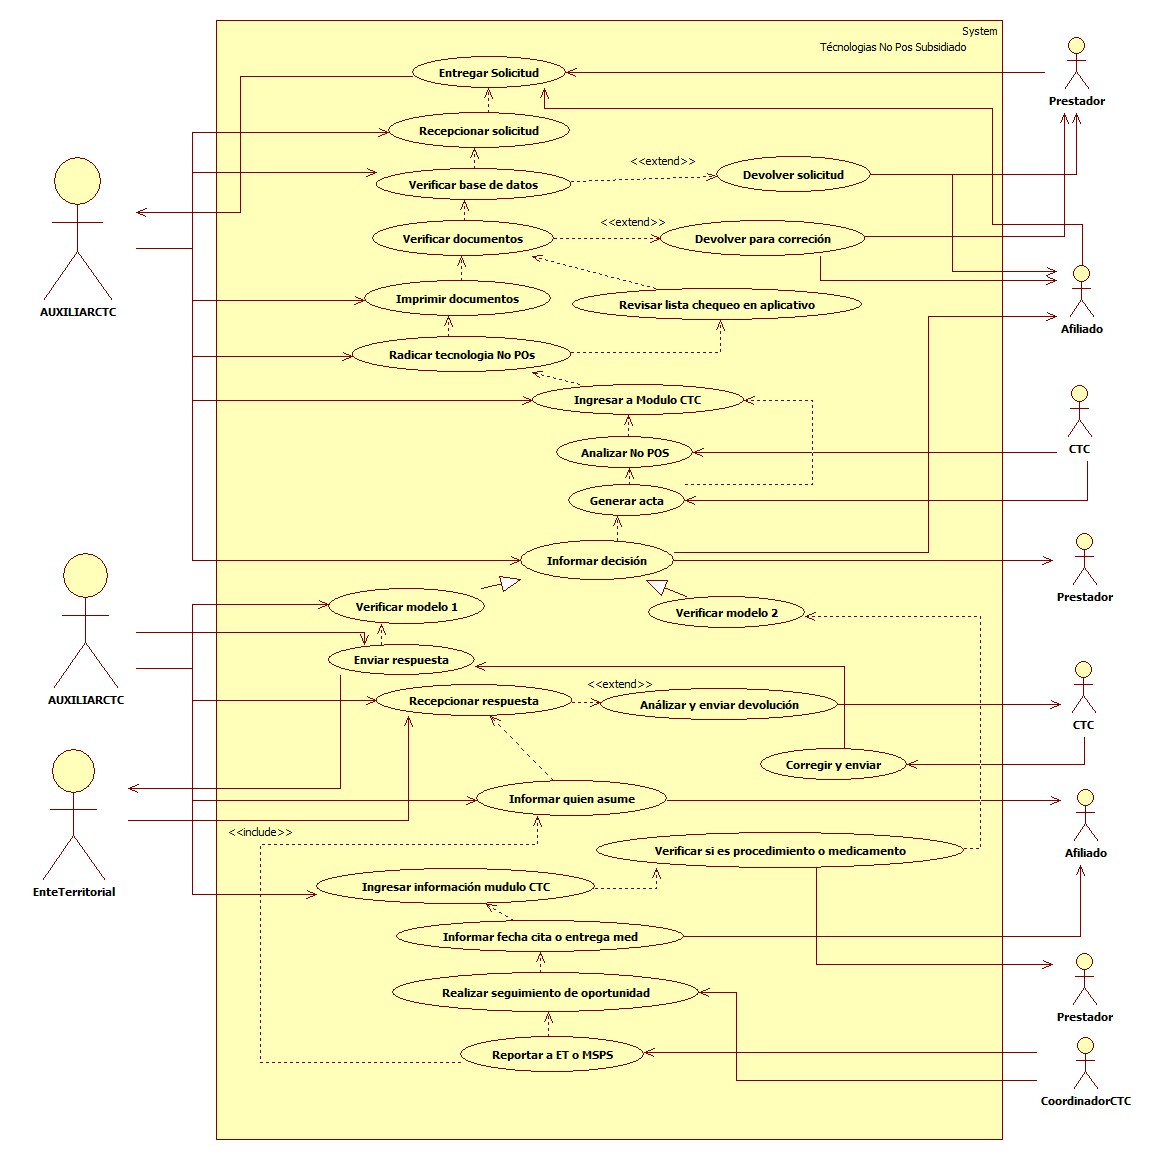 System
Técnologias No Pos Subsidiado
Entregar Solicitud
Prestador
Recepcionar solicitud
<<extend>>
Verificar base de datos
Devolver solicitud
<<extend>>
Verificar documentos
Devolver para correción
AUXILIARCTC
Imprimir documentos
Revisar lista chequeo en aplicativo
Afiliado
Radicar tecnologia No POs
Ingresar a Modulo CTC
Analizar No POS
CTC
Generar acta
Informar decisión
Prestador
Verificar modelo 1
Verificar modelo 2
Enviar respuesta
<<extend>>
AUXILIARCTC
Recepcionar respuesta
Análizar y enviar devolución
CTC
Corregir y enviar
Informar quien asume
<<include>>
Verificar si es procedimiento o medicamento
Afiliado
EnteTerritorial
Ingresar información mudulo CTC
Informar fecha cita o entrega med
Realizar seguimiento de oportunidad
Prestador
Reportar a ET o MSPS
CoordinadorCTC